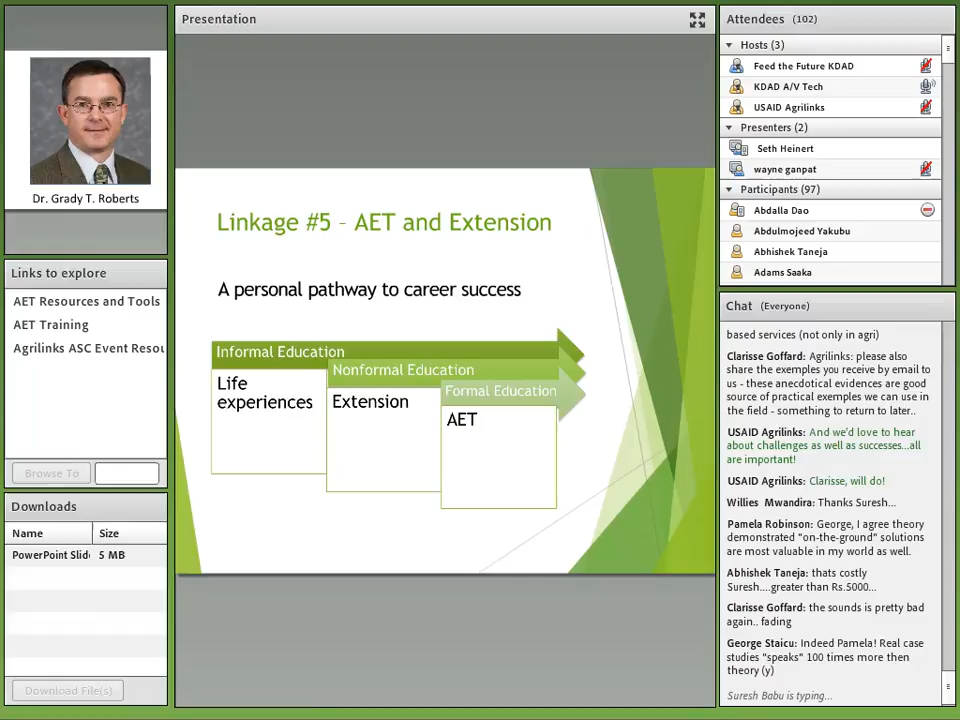 Dr. Grady T. Roberts
Links to explore
AET Resources and Tools
AET Training
Agrilinks ASC Event Resou
Browse To
Downloads
Name Size
PowerPoint Slid 5 MB
Download File(s)
Presentation
Linkage #5 – AET and Extension
A personal pathway to career success
Informal Education
Life
experiences
Nonformal Education
Extension
Formal Education
AET
Attendees (102)
Hosts (3)
Feed the Future KDAD
KDAD A/V Tech
USAID Agrilinks
Presenters (2)
Seth Heinert
wayne ganpat
Participants (97)
Abdalla Dao
Abdulmojeed Yakubu
Abhishek Taneja
Adams Saaka
Chat (Everyone)
based services (not only in agri)
Clarisse Goffard: Agrilinks: please also
share the exemples you receive by email to
us - these anecdotical evidences are good
source of practical exemples we can use in
the field - something to return to later..
USAID Agrilinks: And we'd love to hear
about challenges as well as successes...all
are important!
USAID Agrilinks: Clarisse, will do!
Willies Mwandira: Thanks Suresh...
Pamela Robinson: George, I agree theory
demonstrated "on-the-ground" solutions
are most valuable in my world as well.
Abhishek Taneja: thats costly
Suresh....greater than Rs.5000...
Clarisse Goffard: the sounds is pretty bad
again.. fading
George Staicu: Indeed Pamela! Real case
studies "speaks" 100 times more then
theory (y)
Suresh Babu is typing...